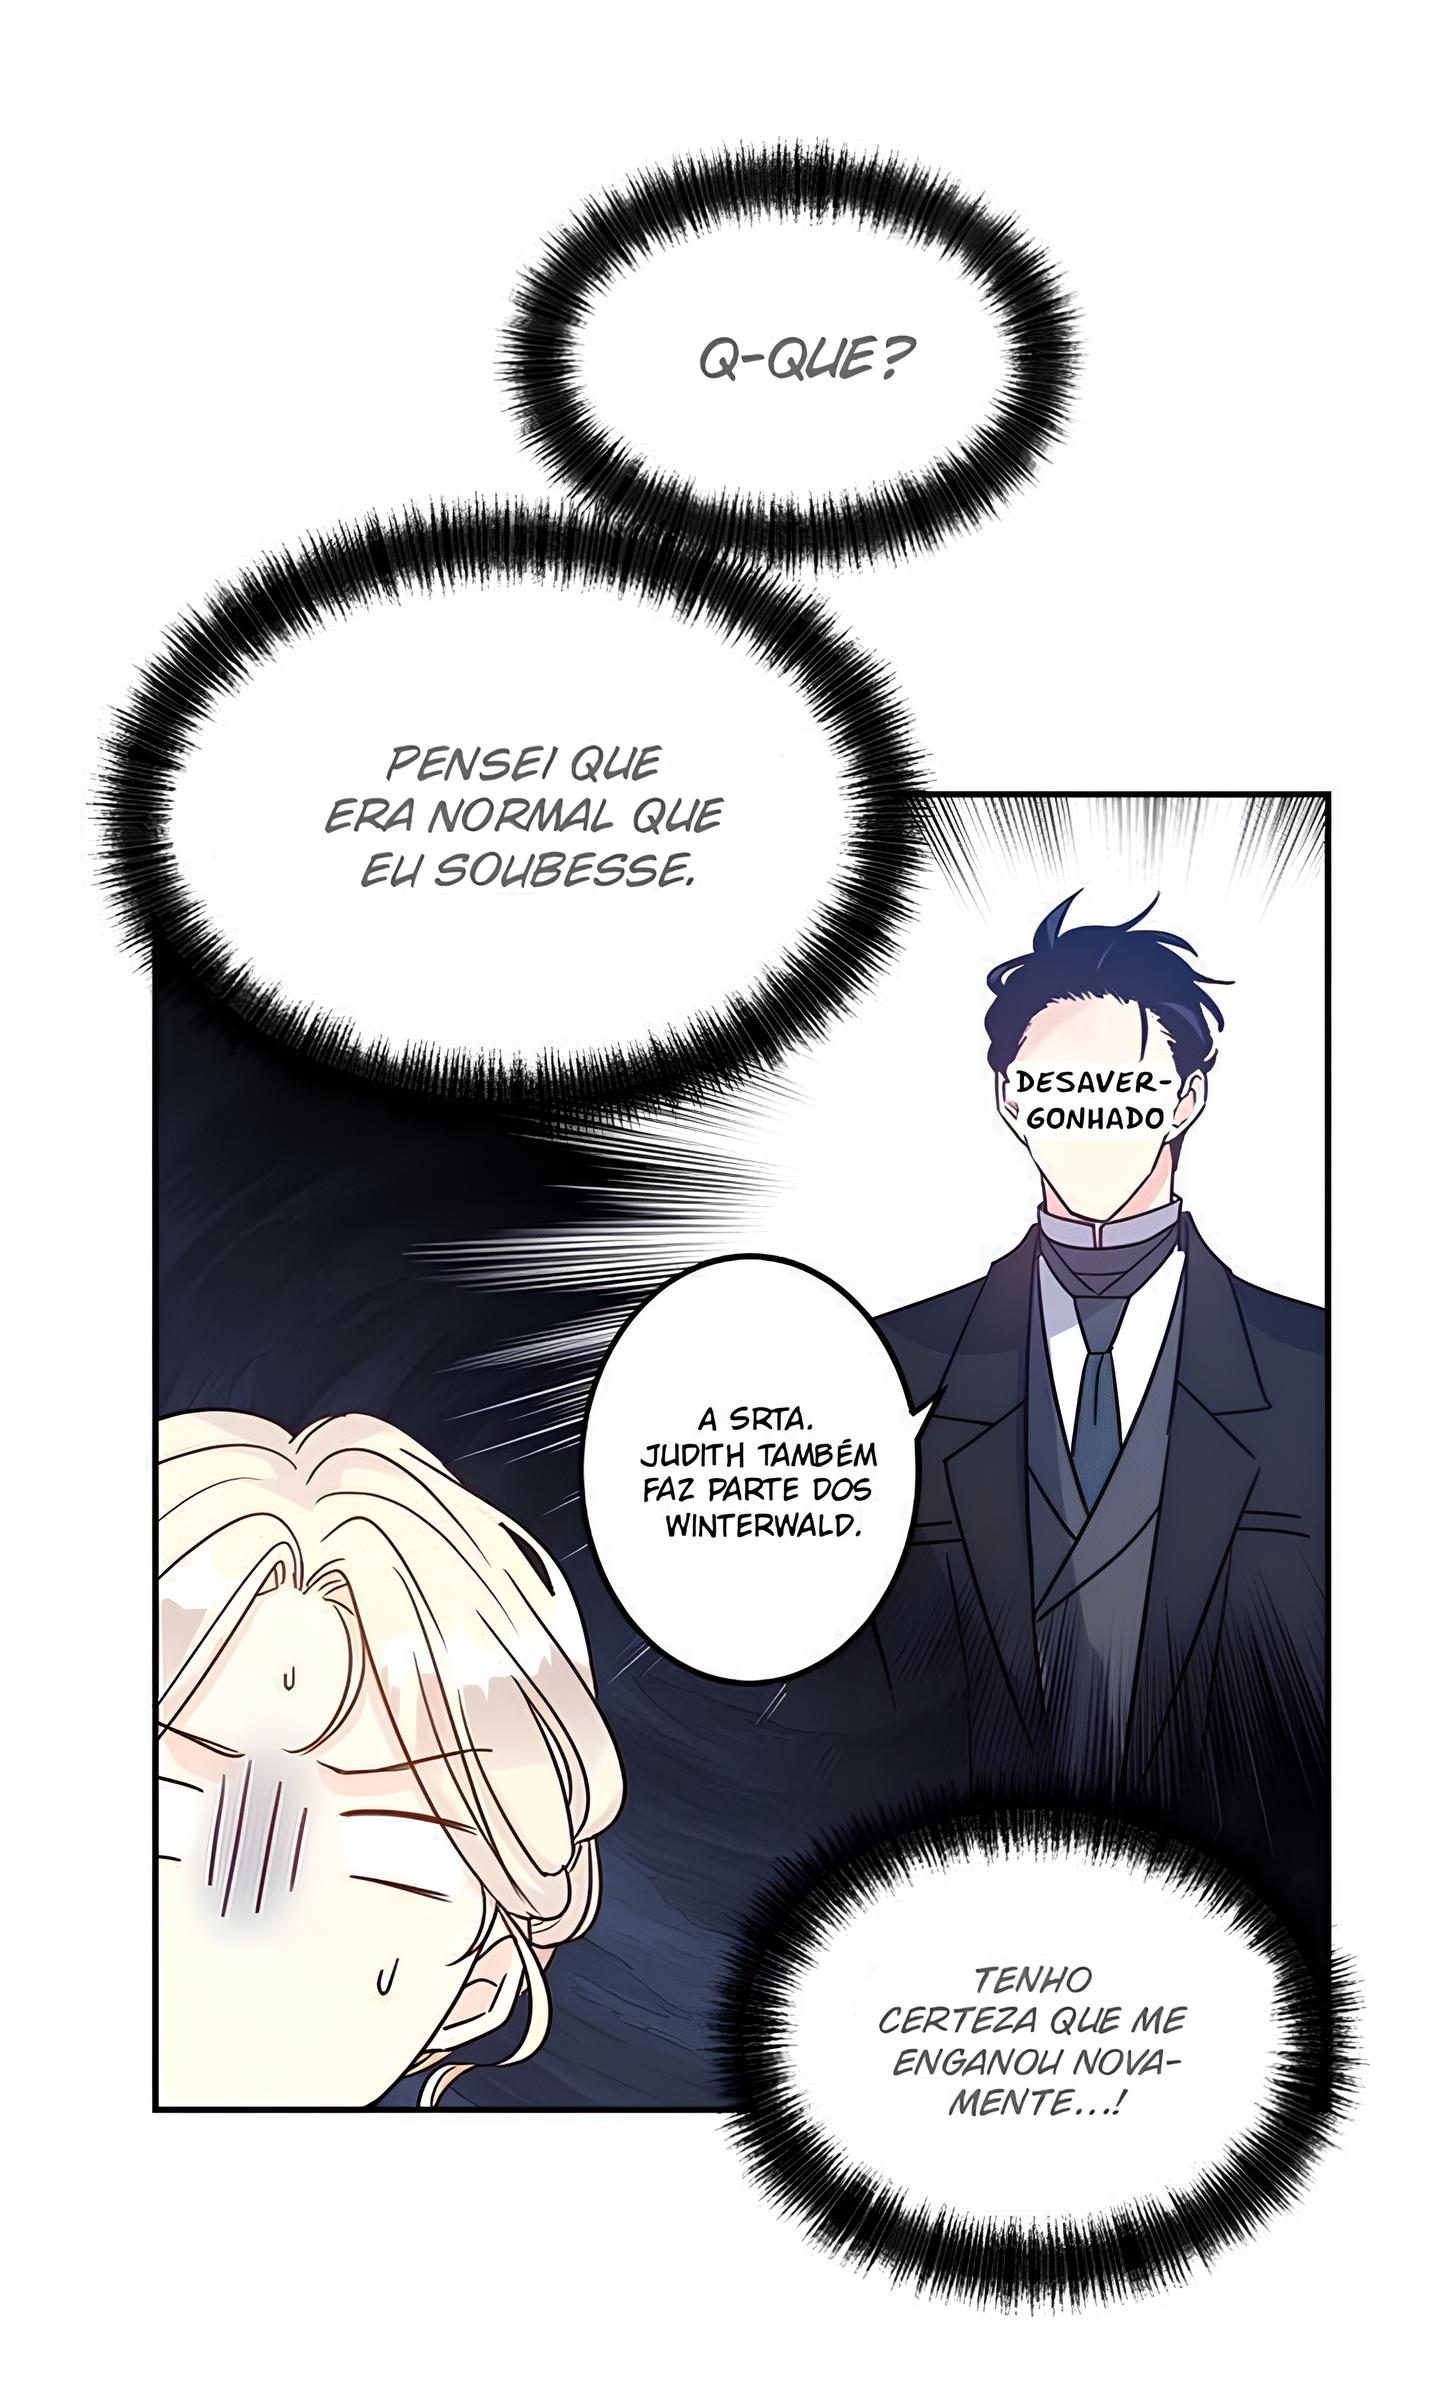 Q-QUE?
PENSEI QUE
ERA NORMAL QUE
EU SOUBESSE.
DESAVER-
GONHADO
A SRTA.
JUDITH TAMBÉM
FAZ PARTE DOS
WINTERWALD.
TENHO
CERTEZA QUE ME
ENGANOU NOVA-
MENTE...!